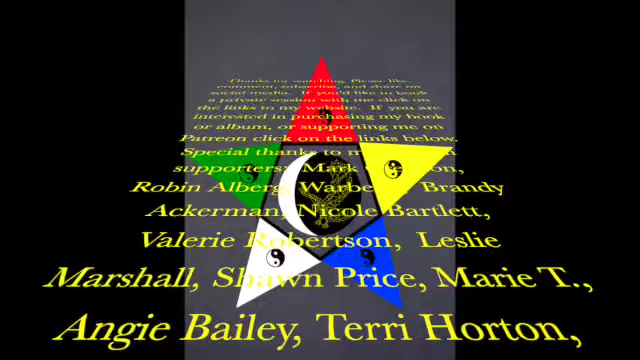 Thanks for watching. Please like,
comment, subscribe, and share on
social media. If you'd like to book
a private session with me click on
the links to my website. If you are
interested in purchasing my book
or album, or supporting me on
Patreon click on the links below.
Special thanks to
supporters: Mark
Robin Alberg, Brandy
Ackerman, Nicole Bartlett,
Valerie Robertson, Leslie
Marshall, Shawn Price, Marie T.,
Angie Bailey, Terri Horton,